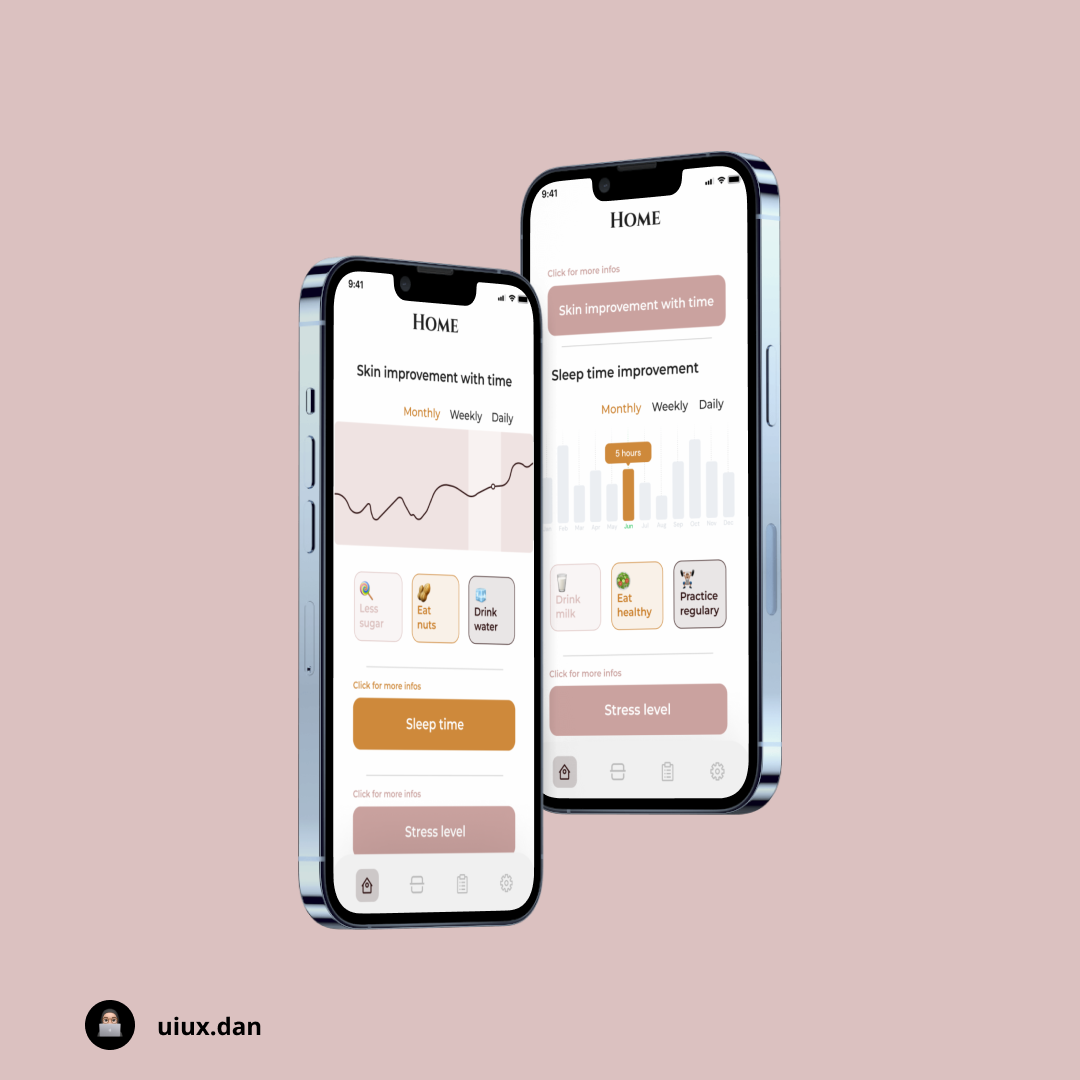 9:41
HOME
Skin improvement with time
Monthly Weekly Daily
Less
sugar
Eat
nuts
Drink
water
Click for more infos
Sleep time
Click for more infos
Stress level
9:41
HOME
Click for more infos
Skin improvement with time
Sleep time improvement
Monthly Weekly Daily
5 hours
Feb Mar Apr May Jun Jul Aug Sep Oct Nov Dec
Drink
milk
Eat
healthy
Practice
regulary
Click for more infos
Stress level
uiux.dan